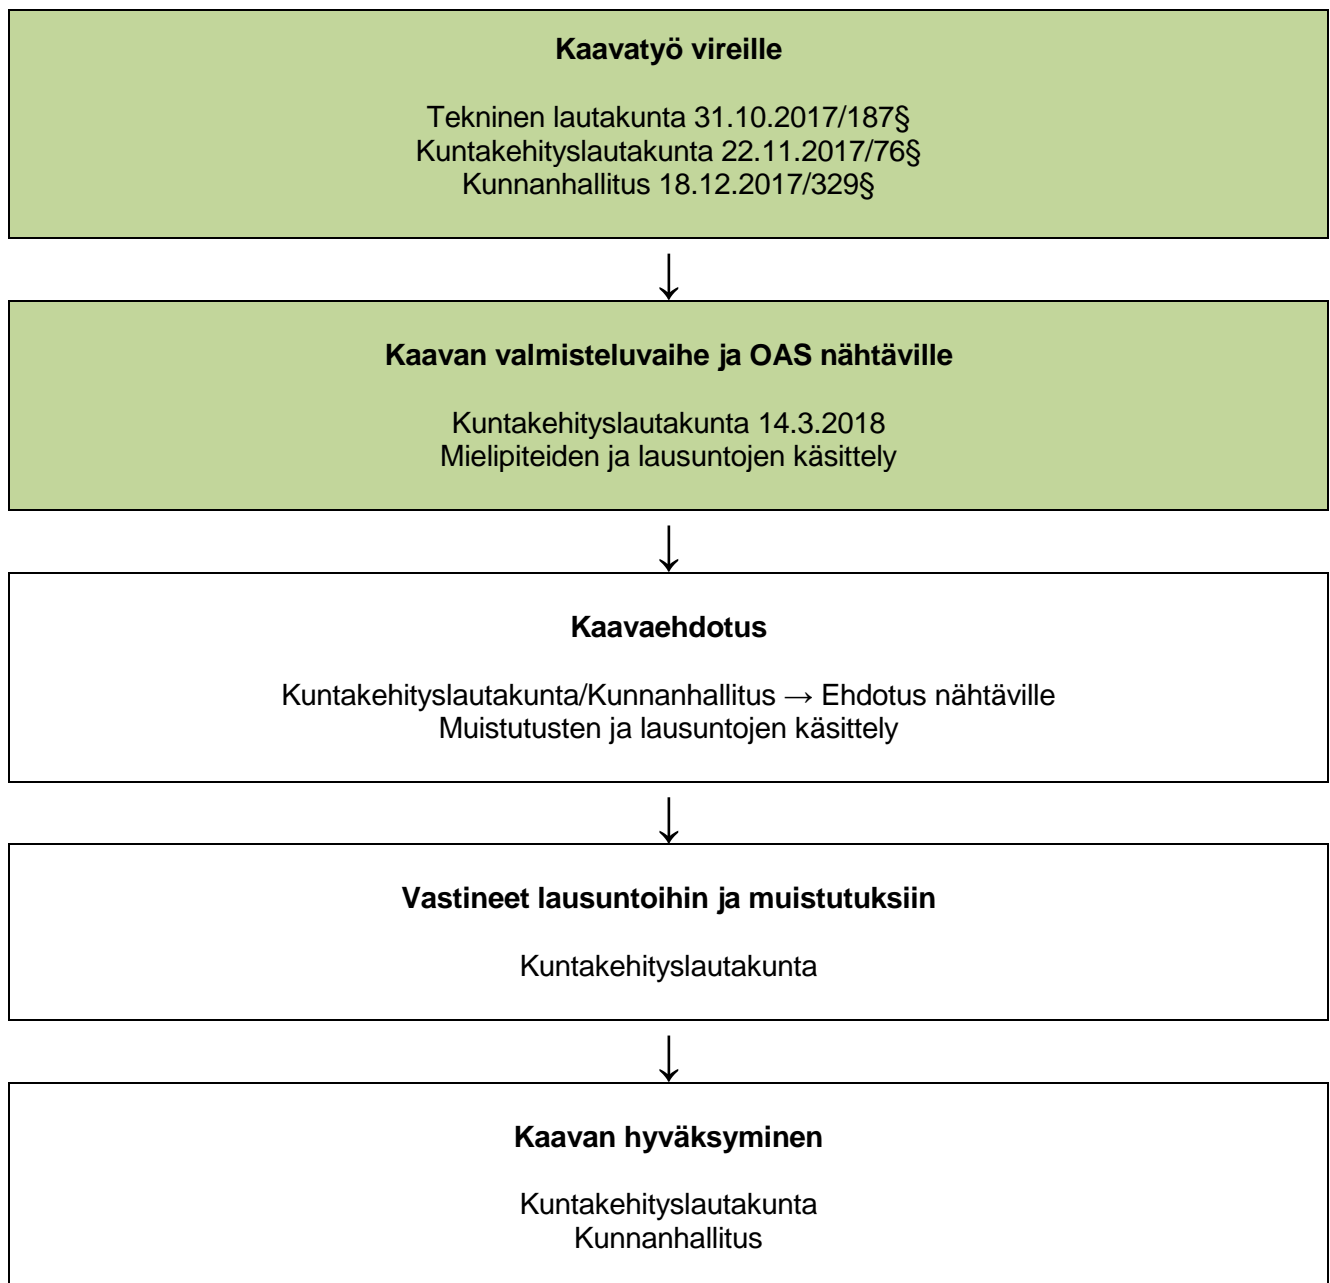 Kaavatyö vireille
Tekninen lautakunta 31.10.2017/187§
Kuntakehityslautakunta 22.11.2017/76§
Kunnanhallitus 18.12.2017/329§
↓
Kaavan valmisteluvaihe ja OAS nähtäville
Kuntakehityslautakunta 14.3.2018
Mielipiteiden ja lausuntojen käsittely
↓
Kaavaehdotus
Kuntakehityslautakunta/Kunnanhallitus → Ehdotus nähtäville
Muistutusten ja lausuntojen käsittely
↓
Vastineet lausuntoihin ja muistutuksiin
Kuntakehityslautakunta
↓
Kaavan hyväksyminen
Kuntakehityslautakunta
Kunnanhallitus